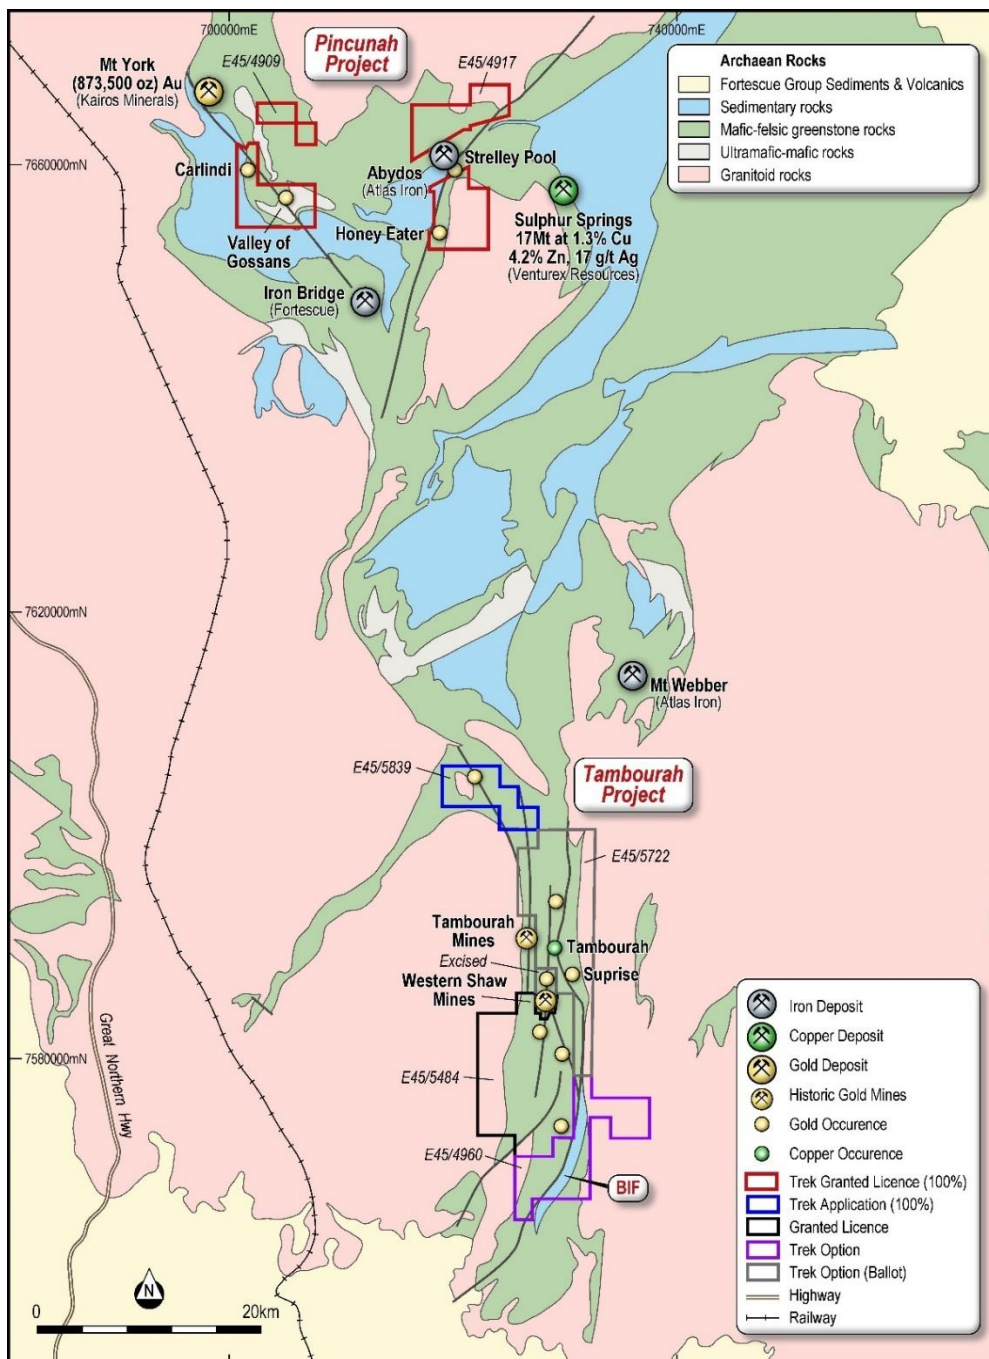 700000mE
740000mE
Pincunah
Project
E45/4909
E45/4917
Mt York
(873,500 oz) Au
(Kairos Minerals)
Archaean Rocks
Fortescue Group Sediments & Volcanics
Sedimentary rocks
Mafic-felsic greenstone rocks
Ultramafic-mafic rocks
Granitoid rocks
7660000mN
Carlindi
Strelley Pool
Abydos
(Atlas Iron)
Valley of
Gossans
Honey Eater
Sulphur Springs
17Mt at 1.3% Cu
4.2% Zn, 17 g/t Ag
(Venturex Resources)
Iron Bridge
(Fortescue)
7620000mN
Mt Webber
(Atlas Iron)
E45/5839
Tambourah
Project
E45/5722
Tambourah
Mines
Tambourah
Excised
Suprise
Western Shaw
Mines
7580000mN
E45/5484
Great Northern Hwy
E45/4960
BIF
Iron Deposit
Copper Deposit
Gold Deposit
Historic Gold Mines
Gold Occurence
Copper Occurence
Trek Granted Licence (100%)
Trek Application (100%)
Granted Licence
Trek Option
Trek Option (Ballot)
Highway
Railway
N
0
20km